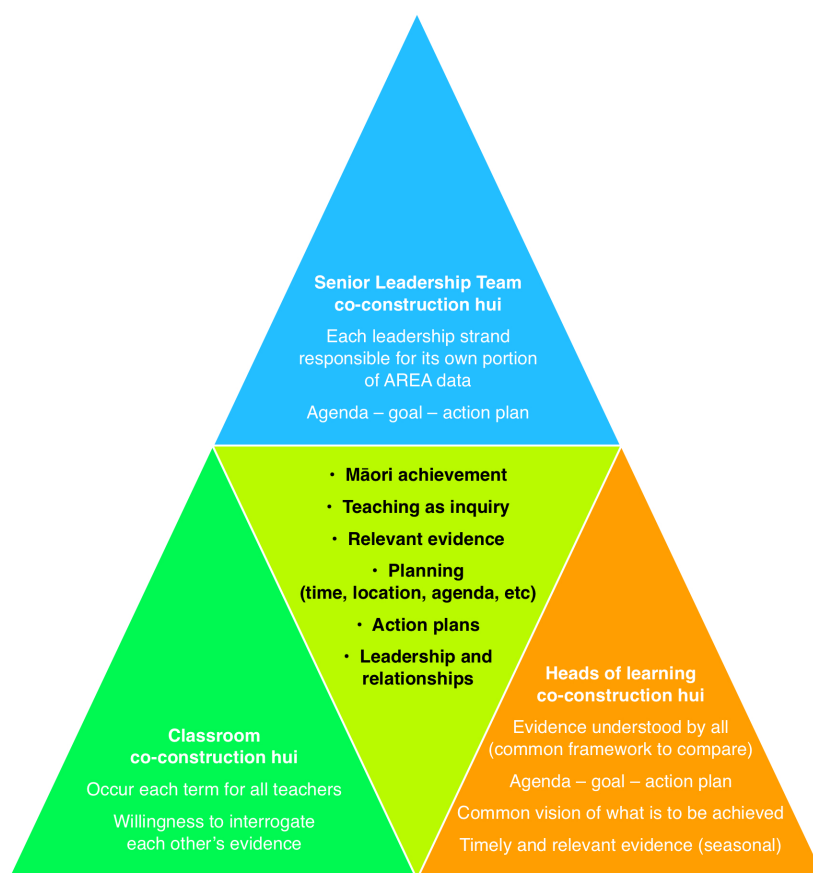 Senior Leadership Team
co-construction hui
Each leadership strand
responsible for its own portion
of AREA data
Agenda – goal – action plan
• Māori achievement
• Teaching as inquiry
• Relevant evidence
• Planning
(time, location, agenda, etc)
• Action plans
• Leadership and
relationships
Classroom
co-construction hui
Occur each term for all teachers
Willingness to interrogate
each other’s evidence
Heads of learning
co-construction hui
Evidence understood by all
(common framework to compare)
Agenda – goal – action plan
Common vision of what is to be achieved
Timely and relevant evidence (seasonal)